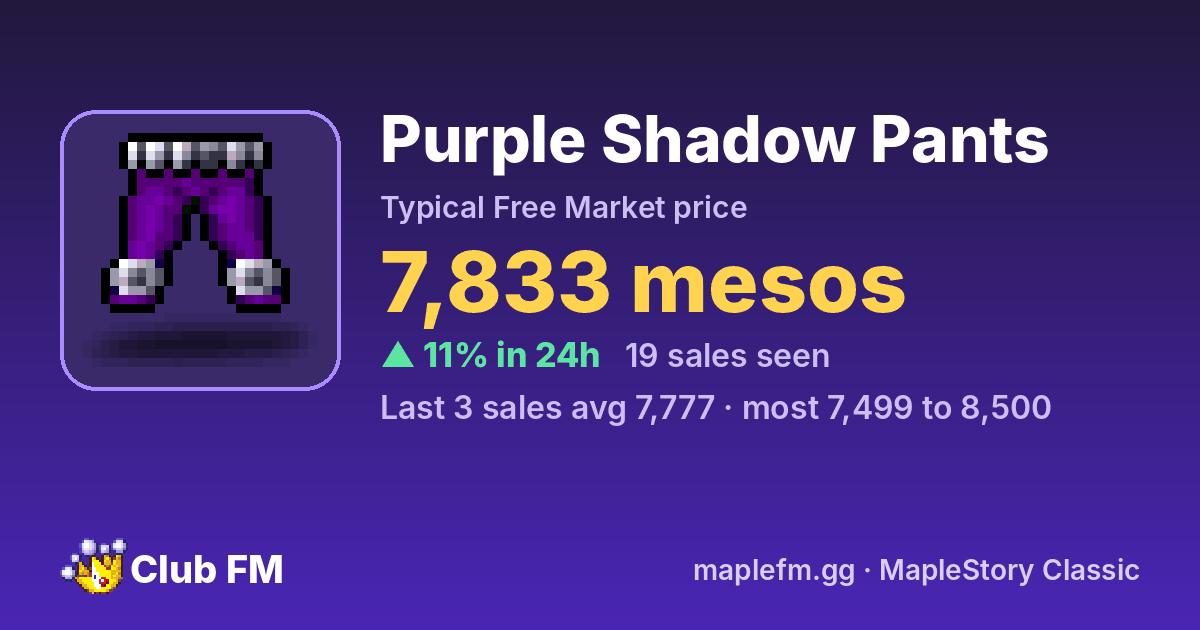 Purple Shadow Pants
Typical Free Market price
7,833 mesos
▲ 11% in 24h 19 sales seen
Last 3 sales avg 7,777 · most 7,499 to 8,500
Club FM
maplefm.gg · MapleStory Classic